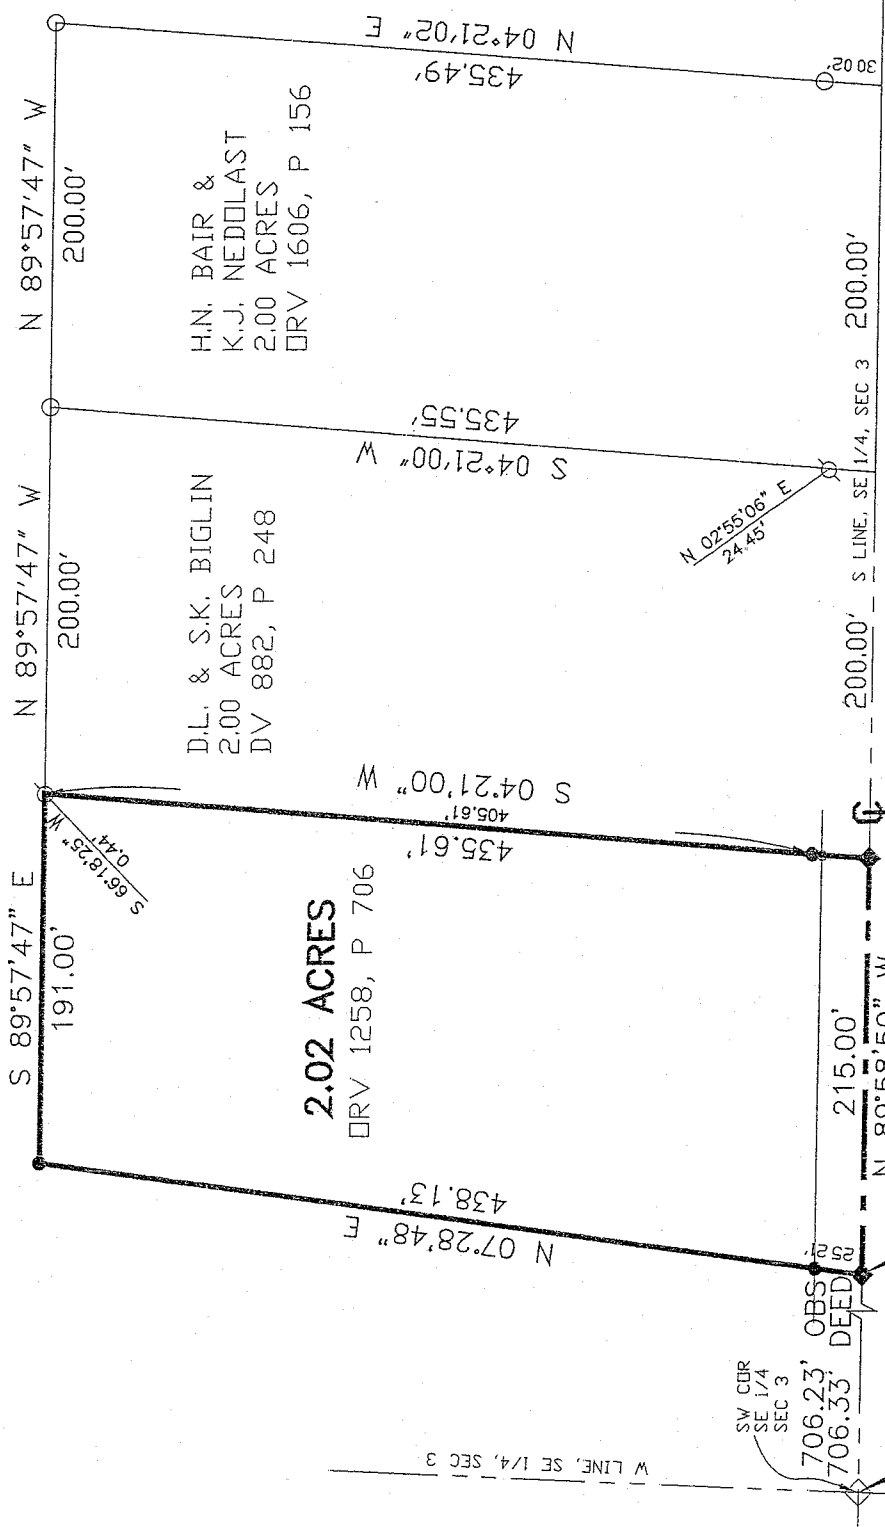 S 89°57'47" E
191.00'
N 89°57'47" W
200.00'
N 89°57'47" W
200.00'
S 66°18'25" W
0.44'
N 07°28'48" E
438.13'
25.21'
2.02 ACRES
ORV 1258, P 706
S 04°21'00" W
405.61'
435.61'
D.L. & S.K. BIGLIN
2.00 ACRES
DV 882, P 248
S 04°21'00" W
435.55'
N 02°55'06" E
24.45'
H.N. BAIR &
K.J. NEDOLAST
2.00 ACRES
ORV 1606, P 156
N 04°21'02" E
435.49'
30.02'
W LINE, SE 1/4, SEC 3
SW COR
SE 1/4
SEC 3
706.23' OBS
706.33' DEED
215.00'
N 89°58'50" W
200.00'
S LINE, SE 1/4, SEC 3
200.00'